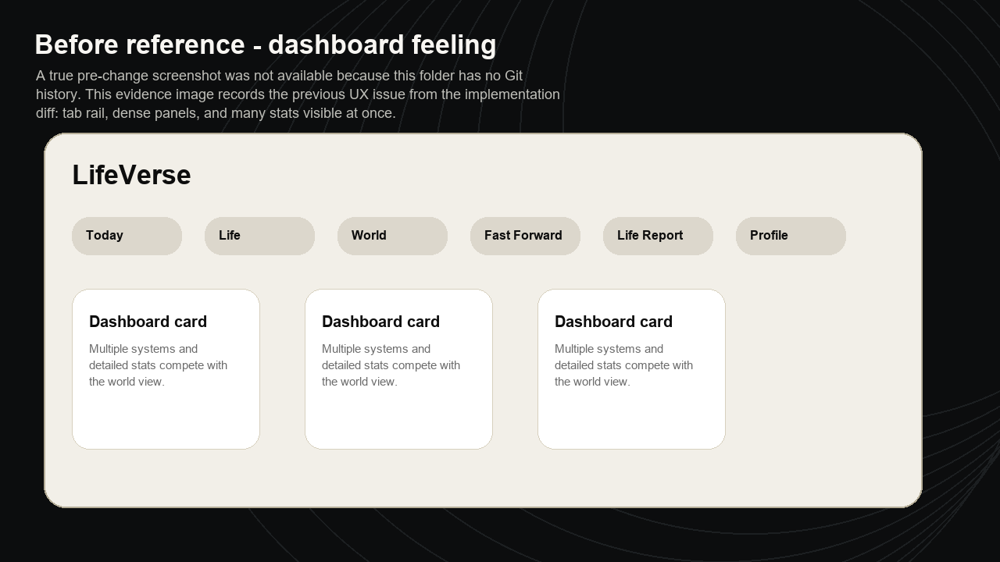 Before reference - dashboard feeling
A true pre-change screenshot was not available because this folder has no Git
history. This evidence image records the previous UX issue from the implementation
diff: tab rail, dense panels, and many stats visible at once.
LifeVerse
Today
Life
World
Fast Forward
Life Report
Profile
Dashboard card
Multiple systems and
detailed stats compete with
the world view.
Dashboard card
Multiple systems and
detailed stats compete with
the world view.
Dashboard card
Multiple systems and
detailed stats compete with
the world view.